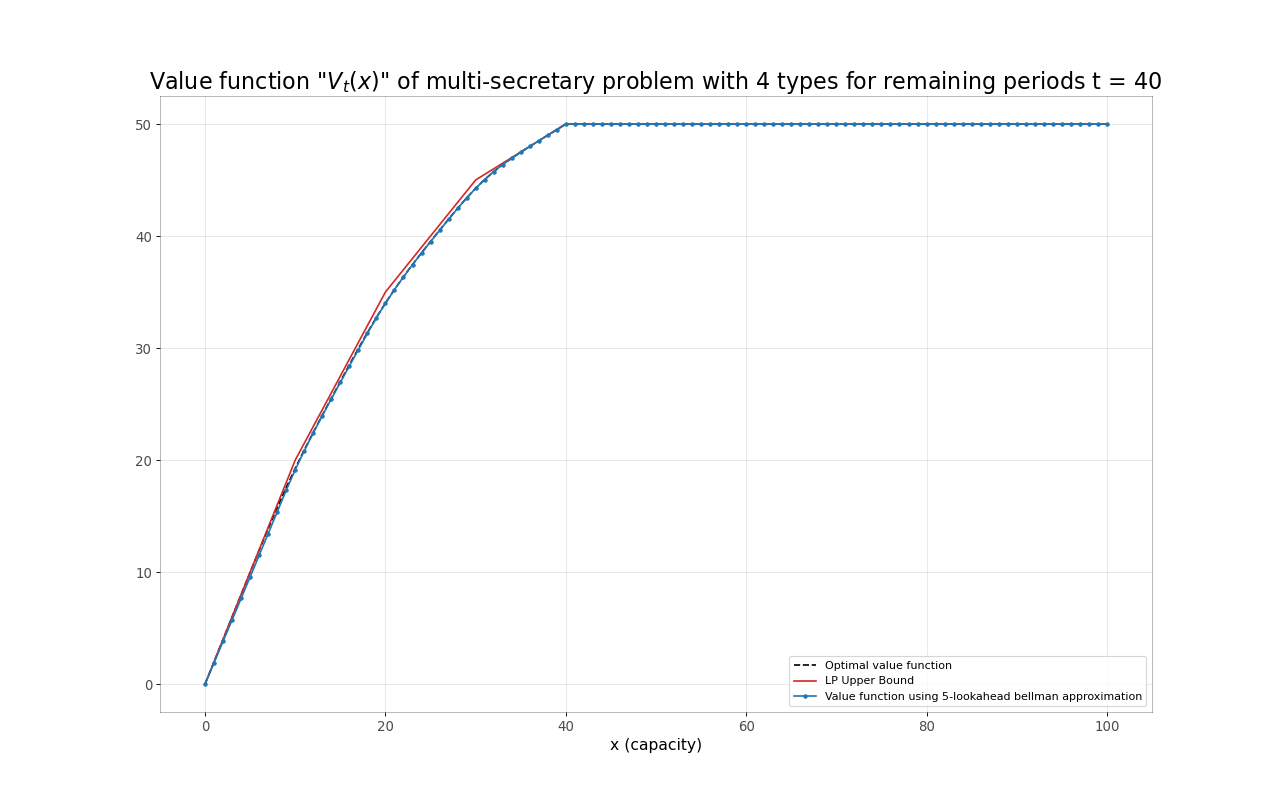 Value function "V_t(x)" of multi-secretary problem with 4 types for remaining periods t = 40
50
40
30
20
10
0
0 20 40 60 80 100
x (capacity)
Optimal value function
LP Upper Bound
Value function using 5-lookahead bellman approximation